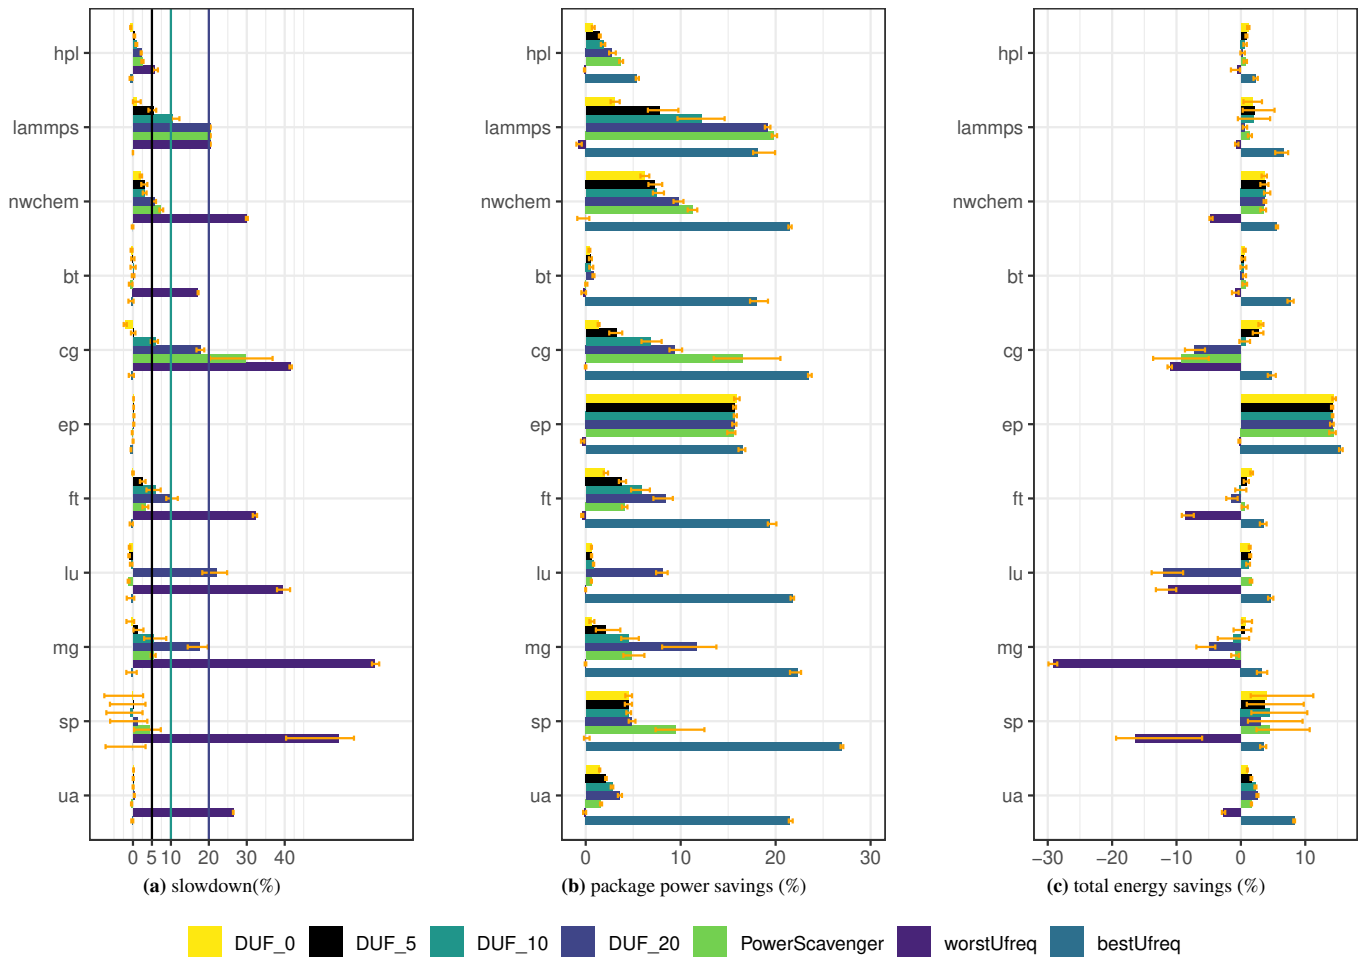 hpl
lammps
nwchem
bt
cg
ep
ft
lu
mg
sp
ua
0 5 10 20 30 40
(a) slowdown(%)
hpl
lammps
nwchem
bt
cg
ep
ft
lu
mg
sp
ua
0 10 20 30
(b) package power savings (%)
hpl
lammps
nwchem
bt
cg
ep
ft
lu
mg
sp
ua
−30 −20 −10 0 10
(c) total energy savings (%)
DUF_0 DUF_5 DUF_10 DUF_20 PowerScavenger worstUfreq bestUfreq